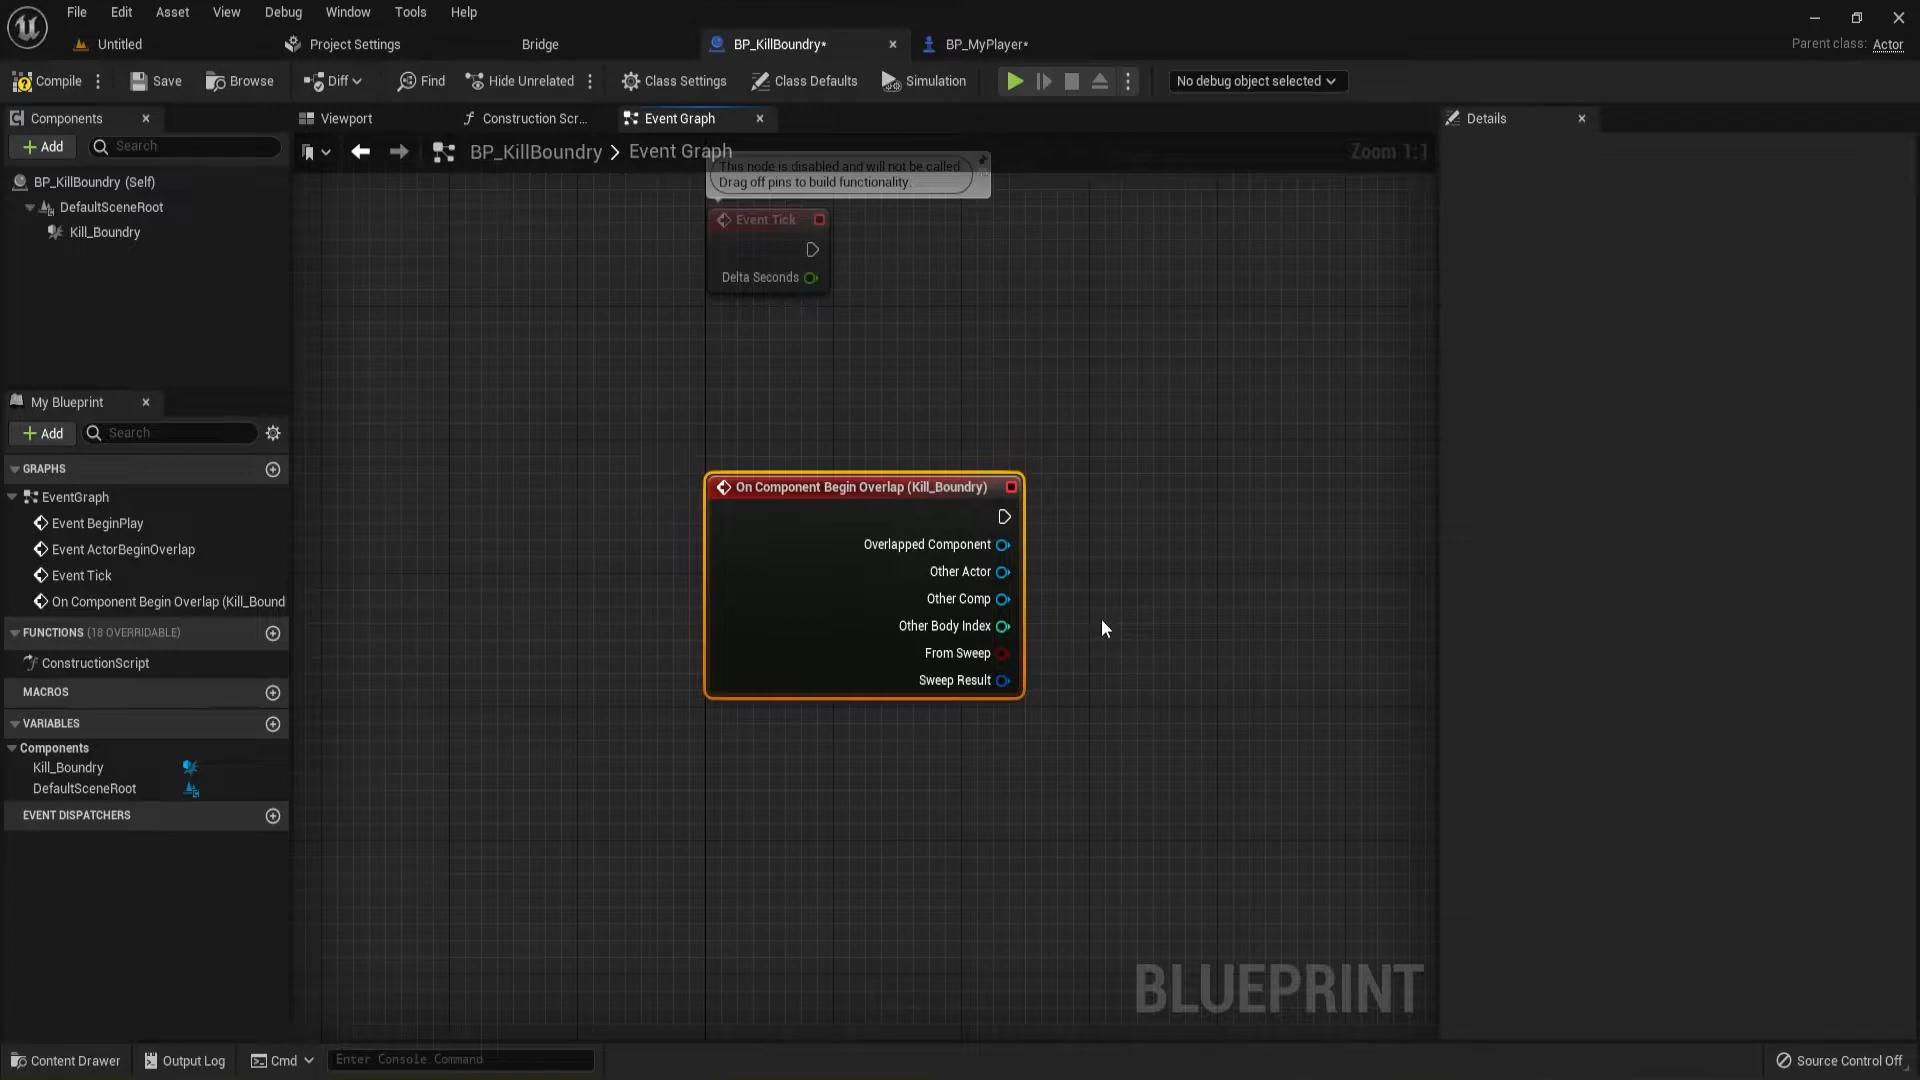 File Edit Asset View Debug Window Tools Help
Untitled Project Settings Bridge BP_KillBoundry* BP_MyPlayer* Parent class: Actor
Compile Save Browse Diff Find Hide Unrelated Class Settings Class Defaults Simulation No debug object selected
Components Viewport Construction Scr... Event Graph Details
Add Search
BP_KillBoundry > Event Graph Zoom 1:1
This node is disabled and will not be called.
Drag off pins to build functionality.
BP_KillBoundry (Self)
DefaultSceneRoot
Kill_Boundry
Event Tick
Delta Seconds
My Blueprint
Add Search
GRAPHS
EventGraph
Event BeginPlay
Event ActorBeginOverlap
Event Tick
On Component Begin Overlap (Kill_Bound
FUNCTIONS (18 OVERRIDABLE)
ConstructionScript
MACROS
VARIABLES
Components
Kill_Boundry
DefaultSceneRoot
EVENT DISPATCHERS
On Component Begin Overlap (Kill_Boundry)
Overlapped Component
Other Actor
Other Comp
Other Body Index
From Sweep
Sweep Result
BLUEPRINT
Content Drawer Output Log Cmd Enter Console Command Source Control Off